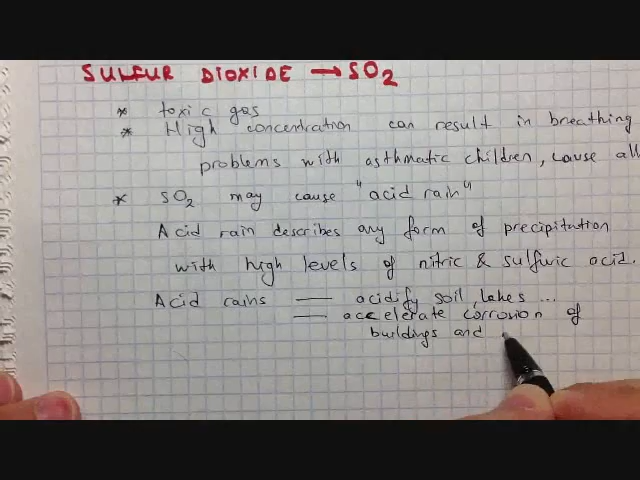 SULFUR DIOXIDE → SO2
* toxic gas
* High concentration can result in breathing
problems with asthmatic children, cause all
* SO2 may cause "acid rain"
Acid rain describes any form of precipitation
with high levels of nitric & sulfuric acid.
Acid rains — acidify soil, lakes ...
— accelerate corrosion of
buildings and